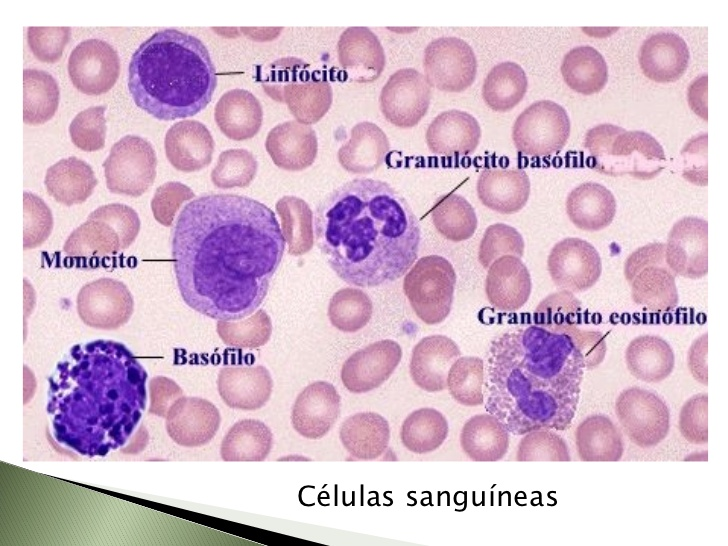 Linfócito
Granulócito basófilo
Monócito
Granulócito eosinófilo
Basófilo
Células sanguíneas